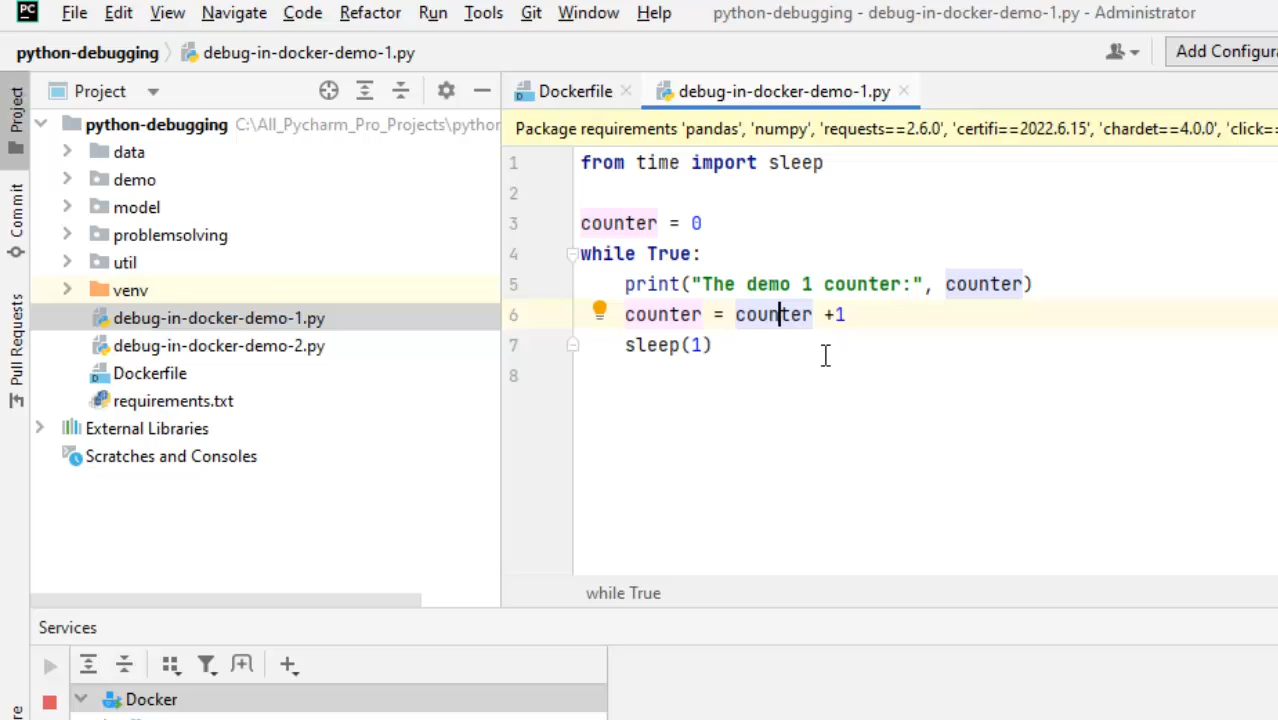 PC File Edit View Navigate Code Refactor Run Tools Git Window Help python-debugging - debug-in-docker-demo-1.py - Administrator
python-debugging debug-in-docker-demo-1.py Add Configura
Project
Dockerfile debug-in-docker-demo-1.py
python-debugging C:\All_Pycharm_Pro_Projects\python
Package requirements 'pandas', 'numpy', 'requests==2.6.0', 'certifi==2022.6.15', 'chardet==4.0.0', 'click==
data
demo
model
problemsolving
util
venv
debug-in-docker-demo-1.py
debug-in-docker-demo-2.py
Dockerfile
requirements.txt
External Libraries
Scratches and Consoles
Project
Commit
Pull Requests
1 from time import sleep
2
3 counter = 0
4 while True:
5 print("The demo 1 counter:", counter)
6 counter = counter +1
7 sleep(1)
8
while True
Services
Docker